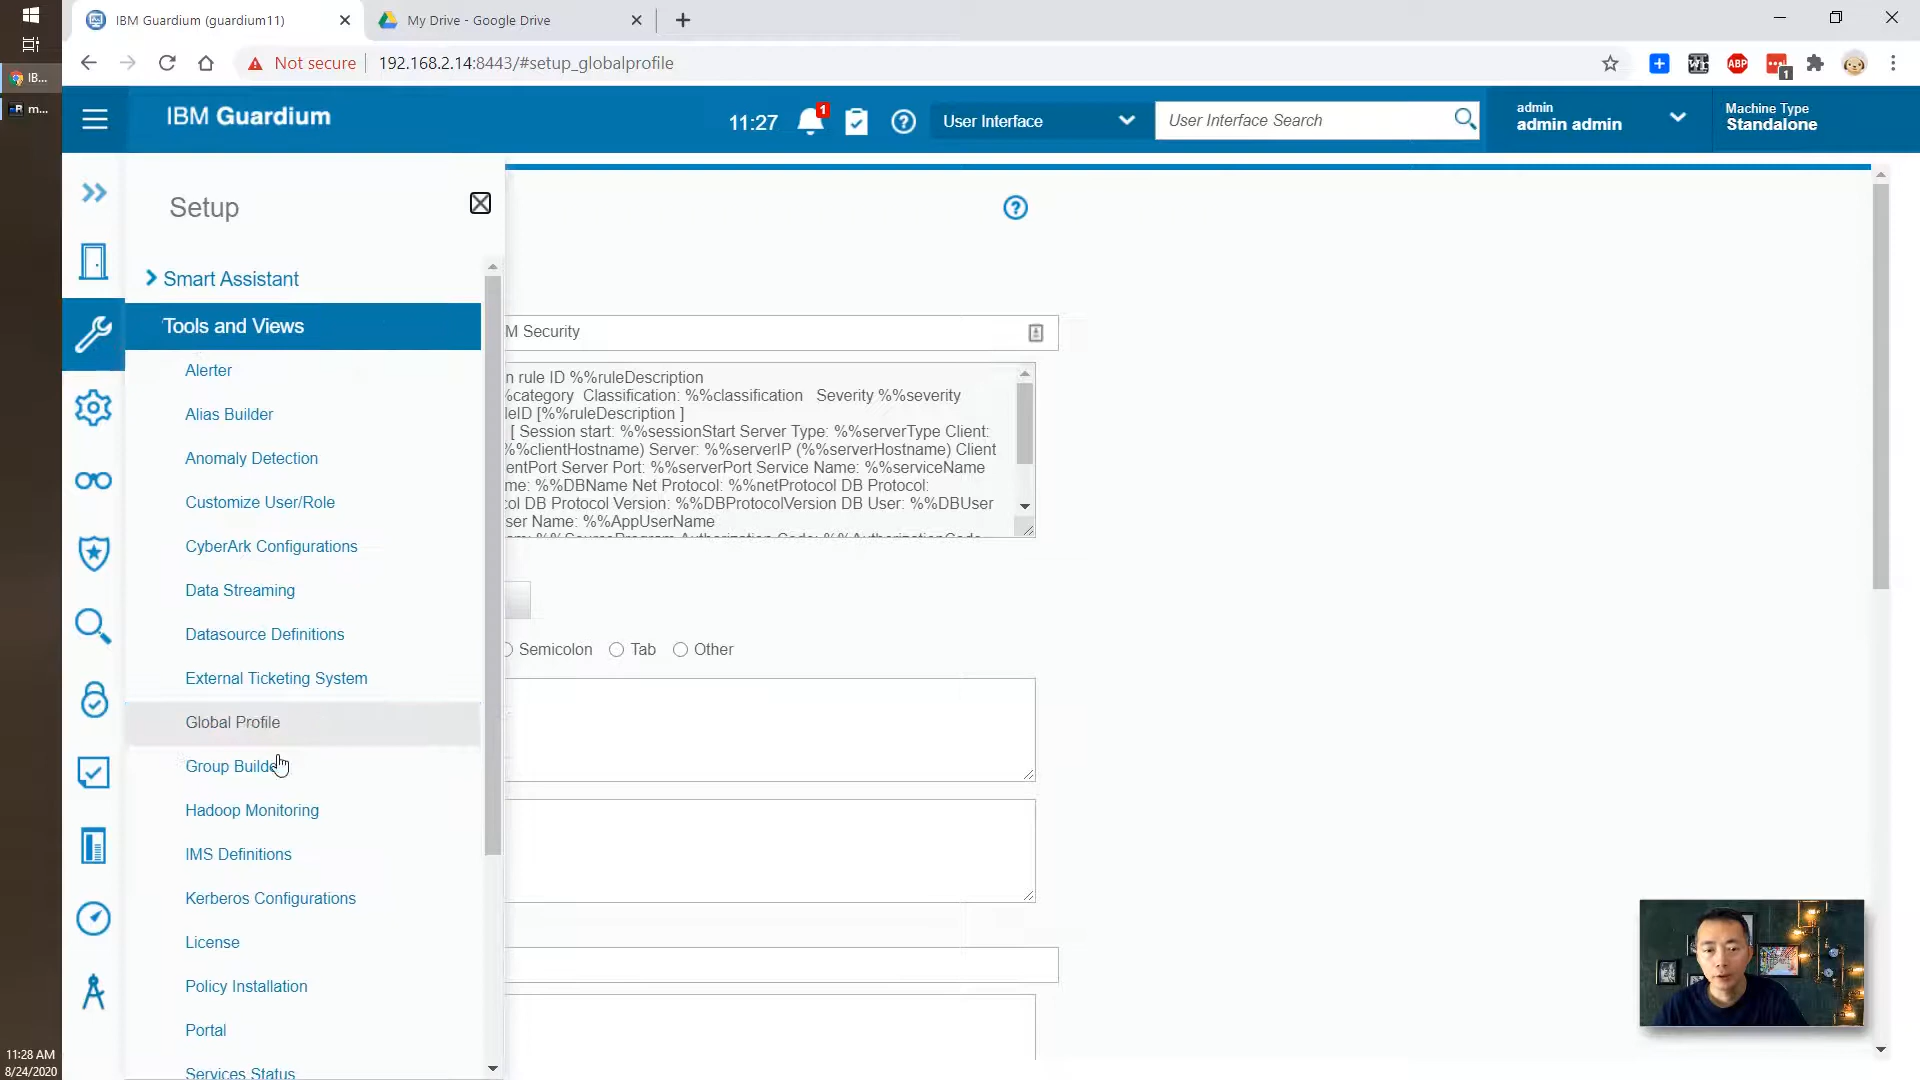 IBM Guardium (guardium11)
My Drive - Google Drive
IB...
m...
Not secure
192.168.2.14:8443/#setup_globalprofile
ABP
1
IBM Guardium
11:27
1
User Interface
User Interface Search
admin
admin admin
Machine Type
Standalone
Setup
Smart Assistant
Tools and Views
Alerter
Alias Builder
Anomaly Detection
Customize User/Role
CyberArk Configurations
Data Streaming
Datasource Definitions
External Ticketing System
Global Profile
Group Builde
Hadoop Monitoring
IMS Definitions
Kerberos Configurations
License
Policy Installation
Portal
Services Status
M Security
n rule ID %%ruleDescription
%category Classification: %%classification Severity %%severity
leID [%%ruleDescription ]
[ Session start: %%sessionStart Server Type: %%serverType Client:
%%clientHostname) Server: %%serverIP (%%serverHostname) Client
entPort Server Port: %%serverPort Service Name: %%serviceName
me: %%DBName Net Protocol: %%netProtocol DB Protocol:
ol DB Protocol Version: %%DBProtocolVersion DB User: %%DBUser
ser Name: %%AppUserName
Semicolon
Tab
Other
11:28 AM
8/24/2020